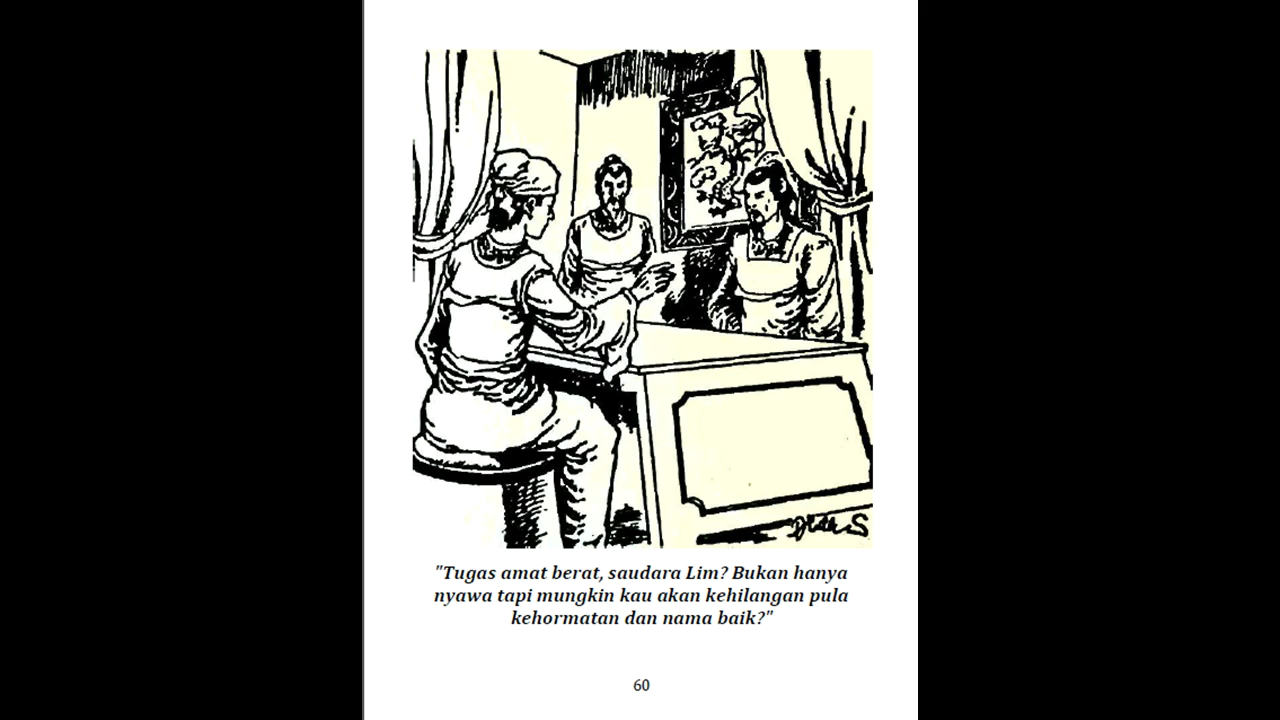 "Tugas amat berat, saudara Lim? Bukan hanya
nyawa tapi mungkin kau akan kehilangan pula
kehormatan dan nama baik?"
60